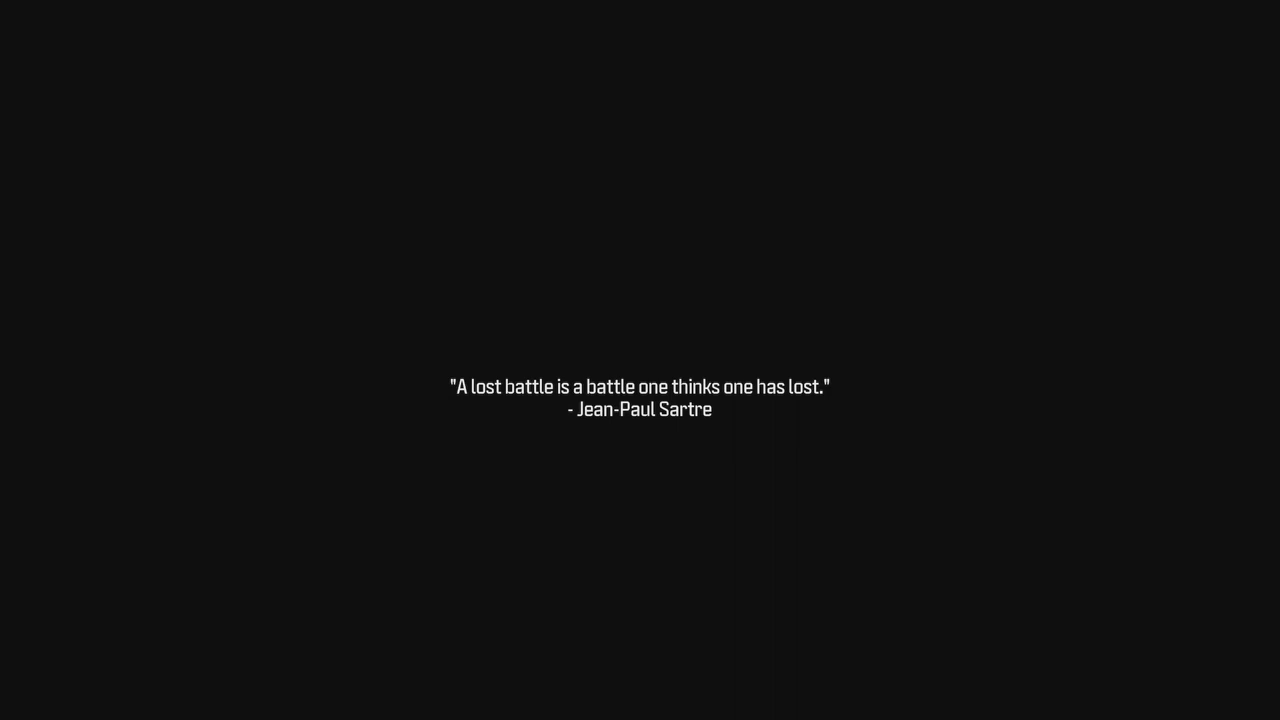 "A lost battle is a battle one thinks one has lost."
- Jean-Paul Sartre